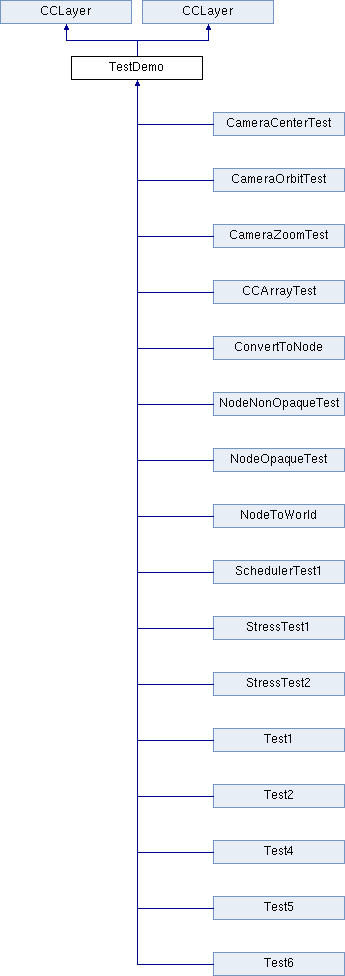 CCLayer
CCLayer
TestDemo
CameraCenterTest
CameraOrbitTest
CameraZoomTest
CCArrayTest
ConvertToNode
NodeNonOpaqueTest
NodeOpaqueTest
NodeToWorld
SchedulerTest1
StressTest1
StressTest2
Test1
Test2
Test4
Test5
Test6